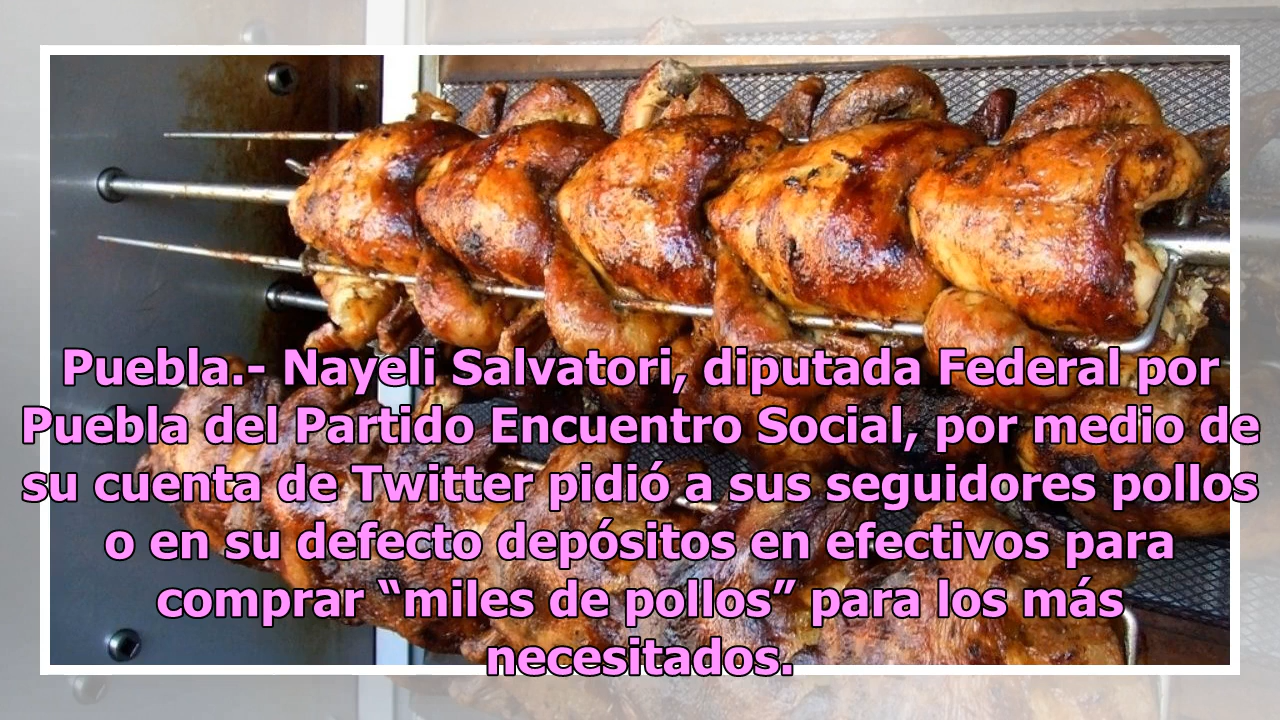 Puebla.- Nayeli Salvatori, diputada Federal por
Puebla del Partido Encuentro Social, por medio de
su cuenta de Twitter pidió a sus seguidores pollos
o en su defecto depósitos en efectivos para
comprar “miles de pollos” para los más
necesitados.